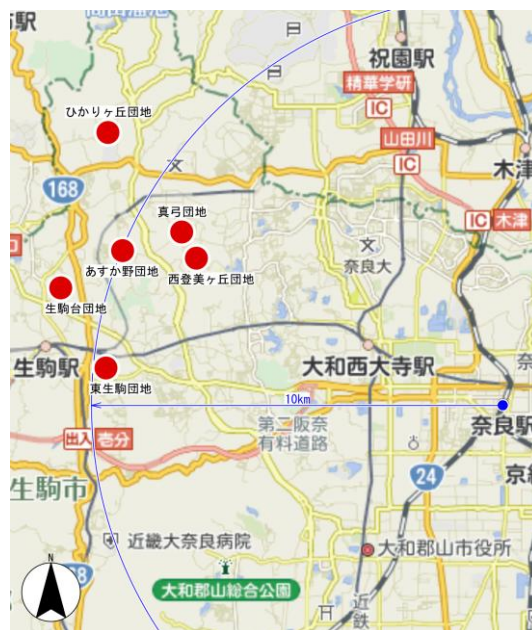 祝園駅
ひかりヶ丘団地
精華学研
IC
山田川
IC
木津
168
真弓団地
IC 木津
あすか野団地
西登美ヶ丘団地
文
奈良大
生駒台団地
生駒駅
大和西大寺駅
東生駒団地
10km
第二阪奈
有料道路
奈良駅
出入 壱分
24
生駒市
近畿大奈良病院
大和郡山市役所
大和郡山総合公園
近鉄
N